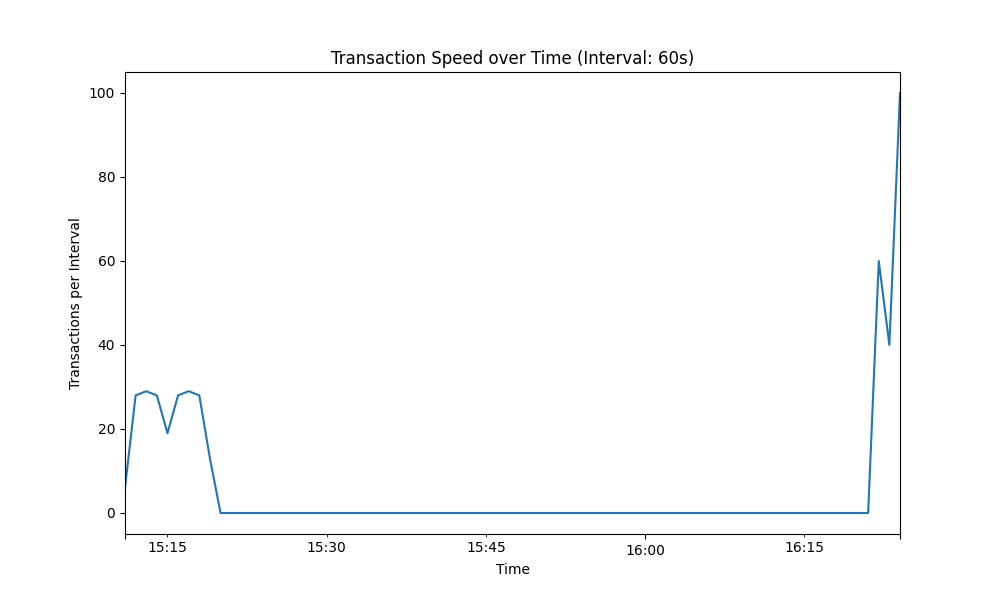 Transaction Speed over Time (Interval: 60s)
Transactions per Interval
100
80
60
40
20
0
15:15 15:30 15:45 16:00 16:15
Time